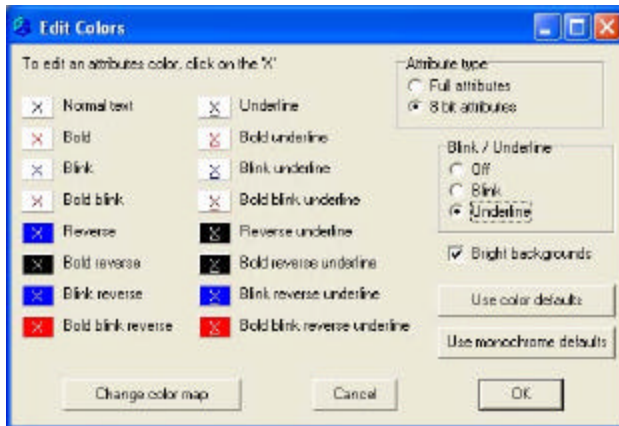 Edit Colors
To edit an attributes color, click on the 'X'
X Normal text
X Bold
X Blink
X Bold blink
X Reverse
X Bold reverse
X Blink reverse
X Bold blink reverse
X Underline
X Bold underline
X Blink underline
X Bold blink underline
X Reverse underline
X Bold reverse underline
X Blink reverse underline
X Bold blink reverse underline
Attribute type
Full attributes
8 bit attributes
Blink / Underline
Off
Blink
Underline
Bright backgrounds
Use color defaults
Use monochrome defaults
Change color map
Cancel
OK